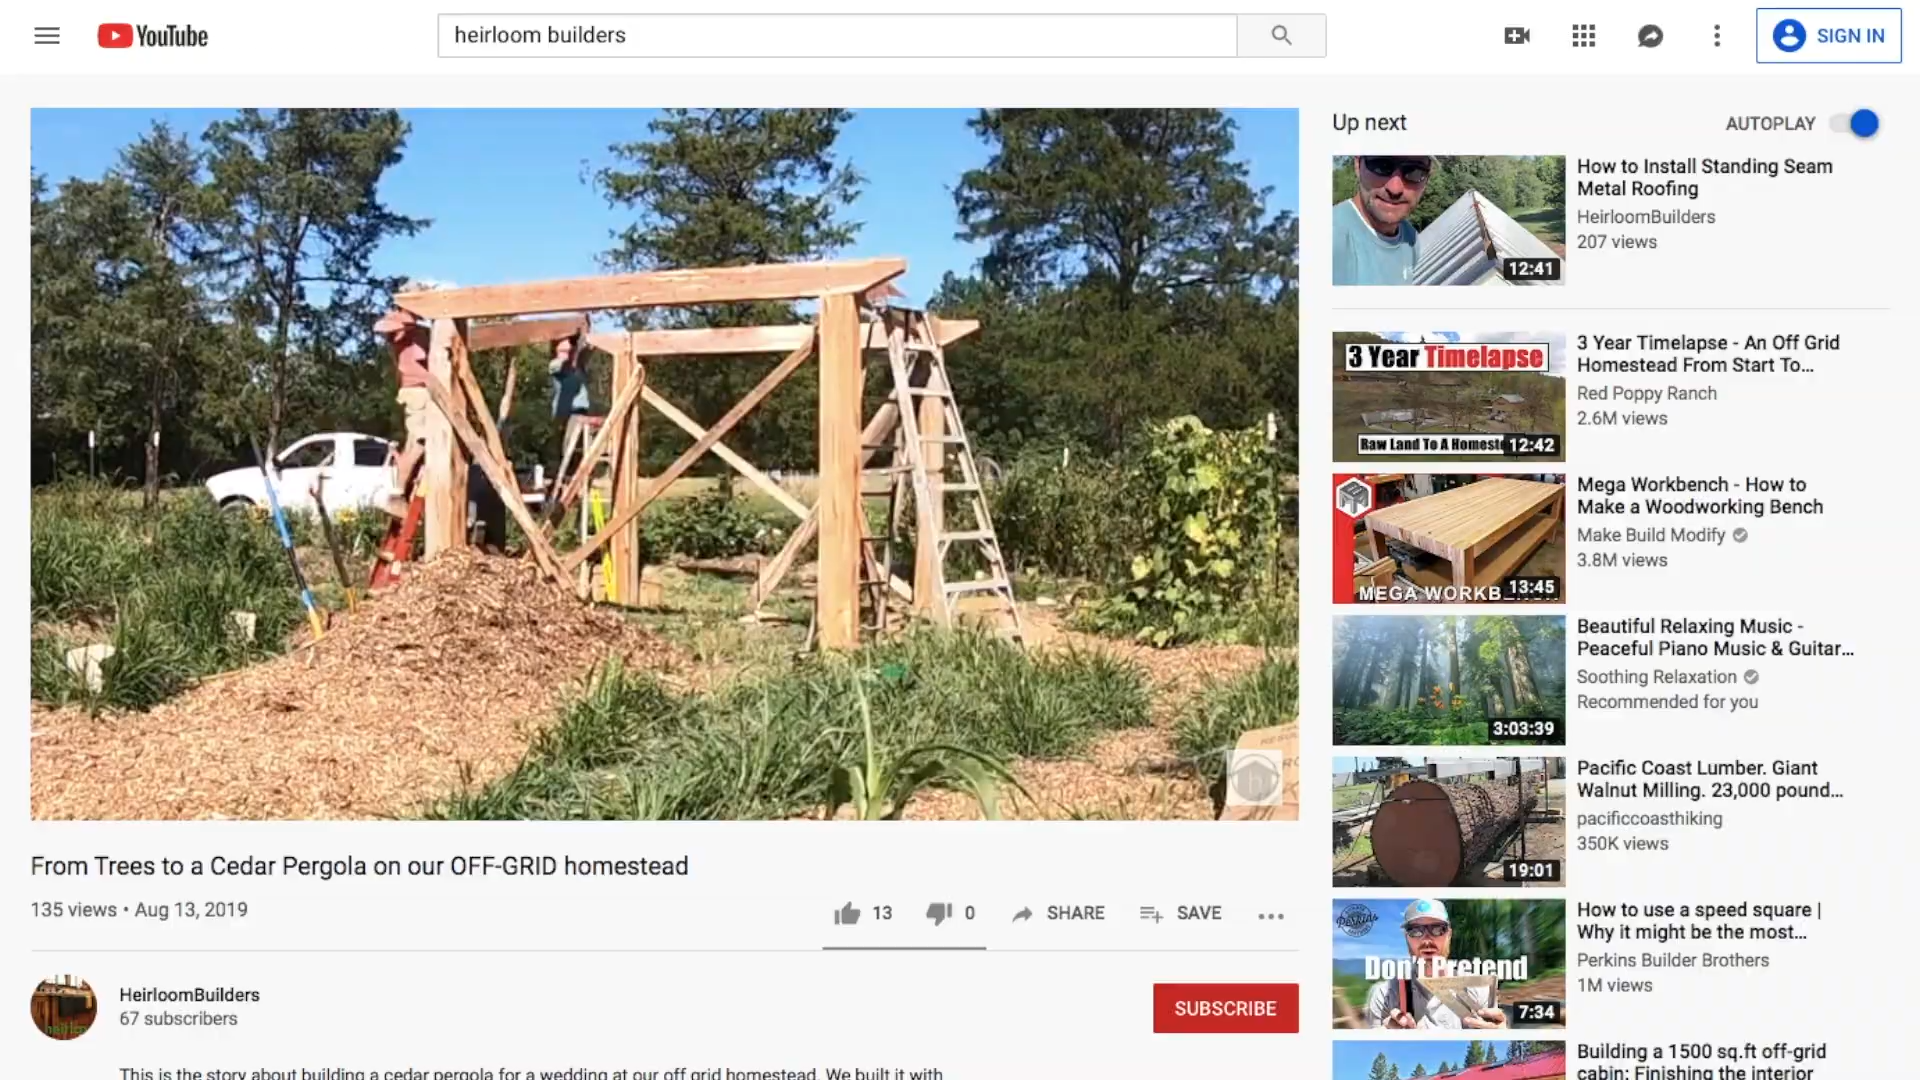 YouTube
heirloom builders
SIGN IN
Up next
AUTOPLAY
How to Install Standing Seam
Metal Roofing
HeirloomBuilders
207 views
12:41
3 Year Timelapse
Raw Land To A Homeste
12:42
3 Year Timelapse - An Off Grid
Homestead From Start To...
Red Poppy Ranch
2.6M views
MEGA WORKB
13:45
Mega Workbench - How to
Make a Woodworking Bench
Make Build Modify
3.8M views
3:03:39
Beautiful Relaxing Music -
Peaceful Piano Music & Guitar...
Soothing Relaxation
Recommended for you
19:01
Pacific Coast Lumber. Giant
Walnut Milling. 23,000 pound...
pacificcoasthiking
350K views
Perkins
Don't Pretend
7:34
How to use a speed square |
Why it might be the most...
Perkins Builder Brothers
1M views
Building a 1500 sq.ft off-grid
cabin: Finishing the interior
From Trees to a Cedar Pergola on our OFF-GRID homestead
135 views • Aug 13, 2019
13
0
SHARE
SAVE
HeirloomBuilders
67 subscribers
SUBSCRIBE
This is the story about building a cedar pergola for a wedding at our off grid homestead. We built it with